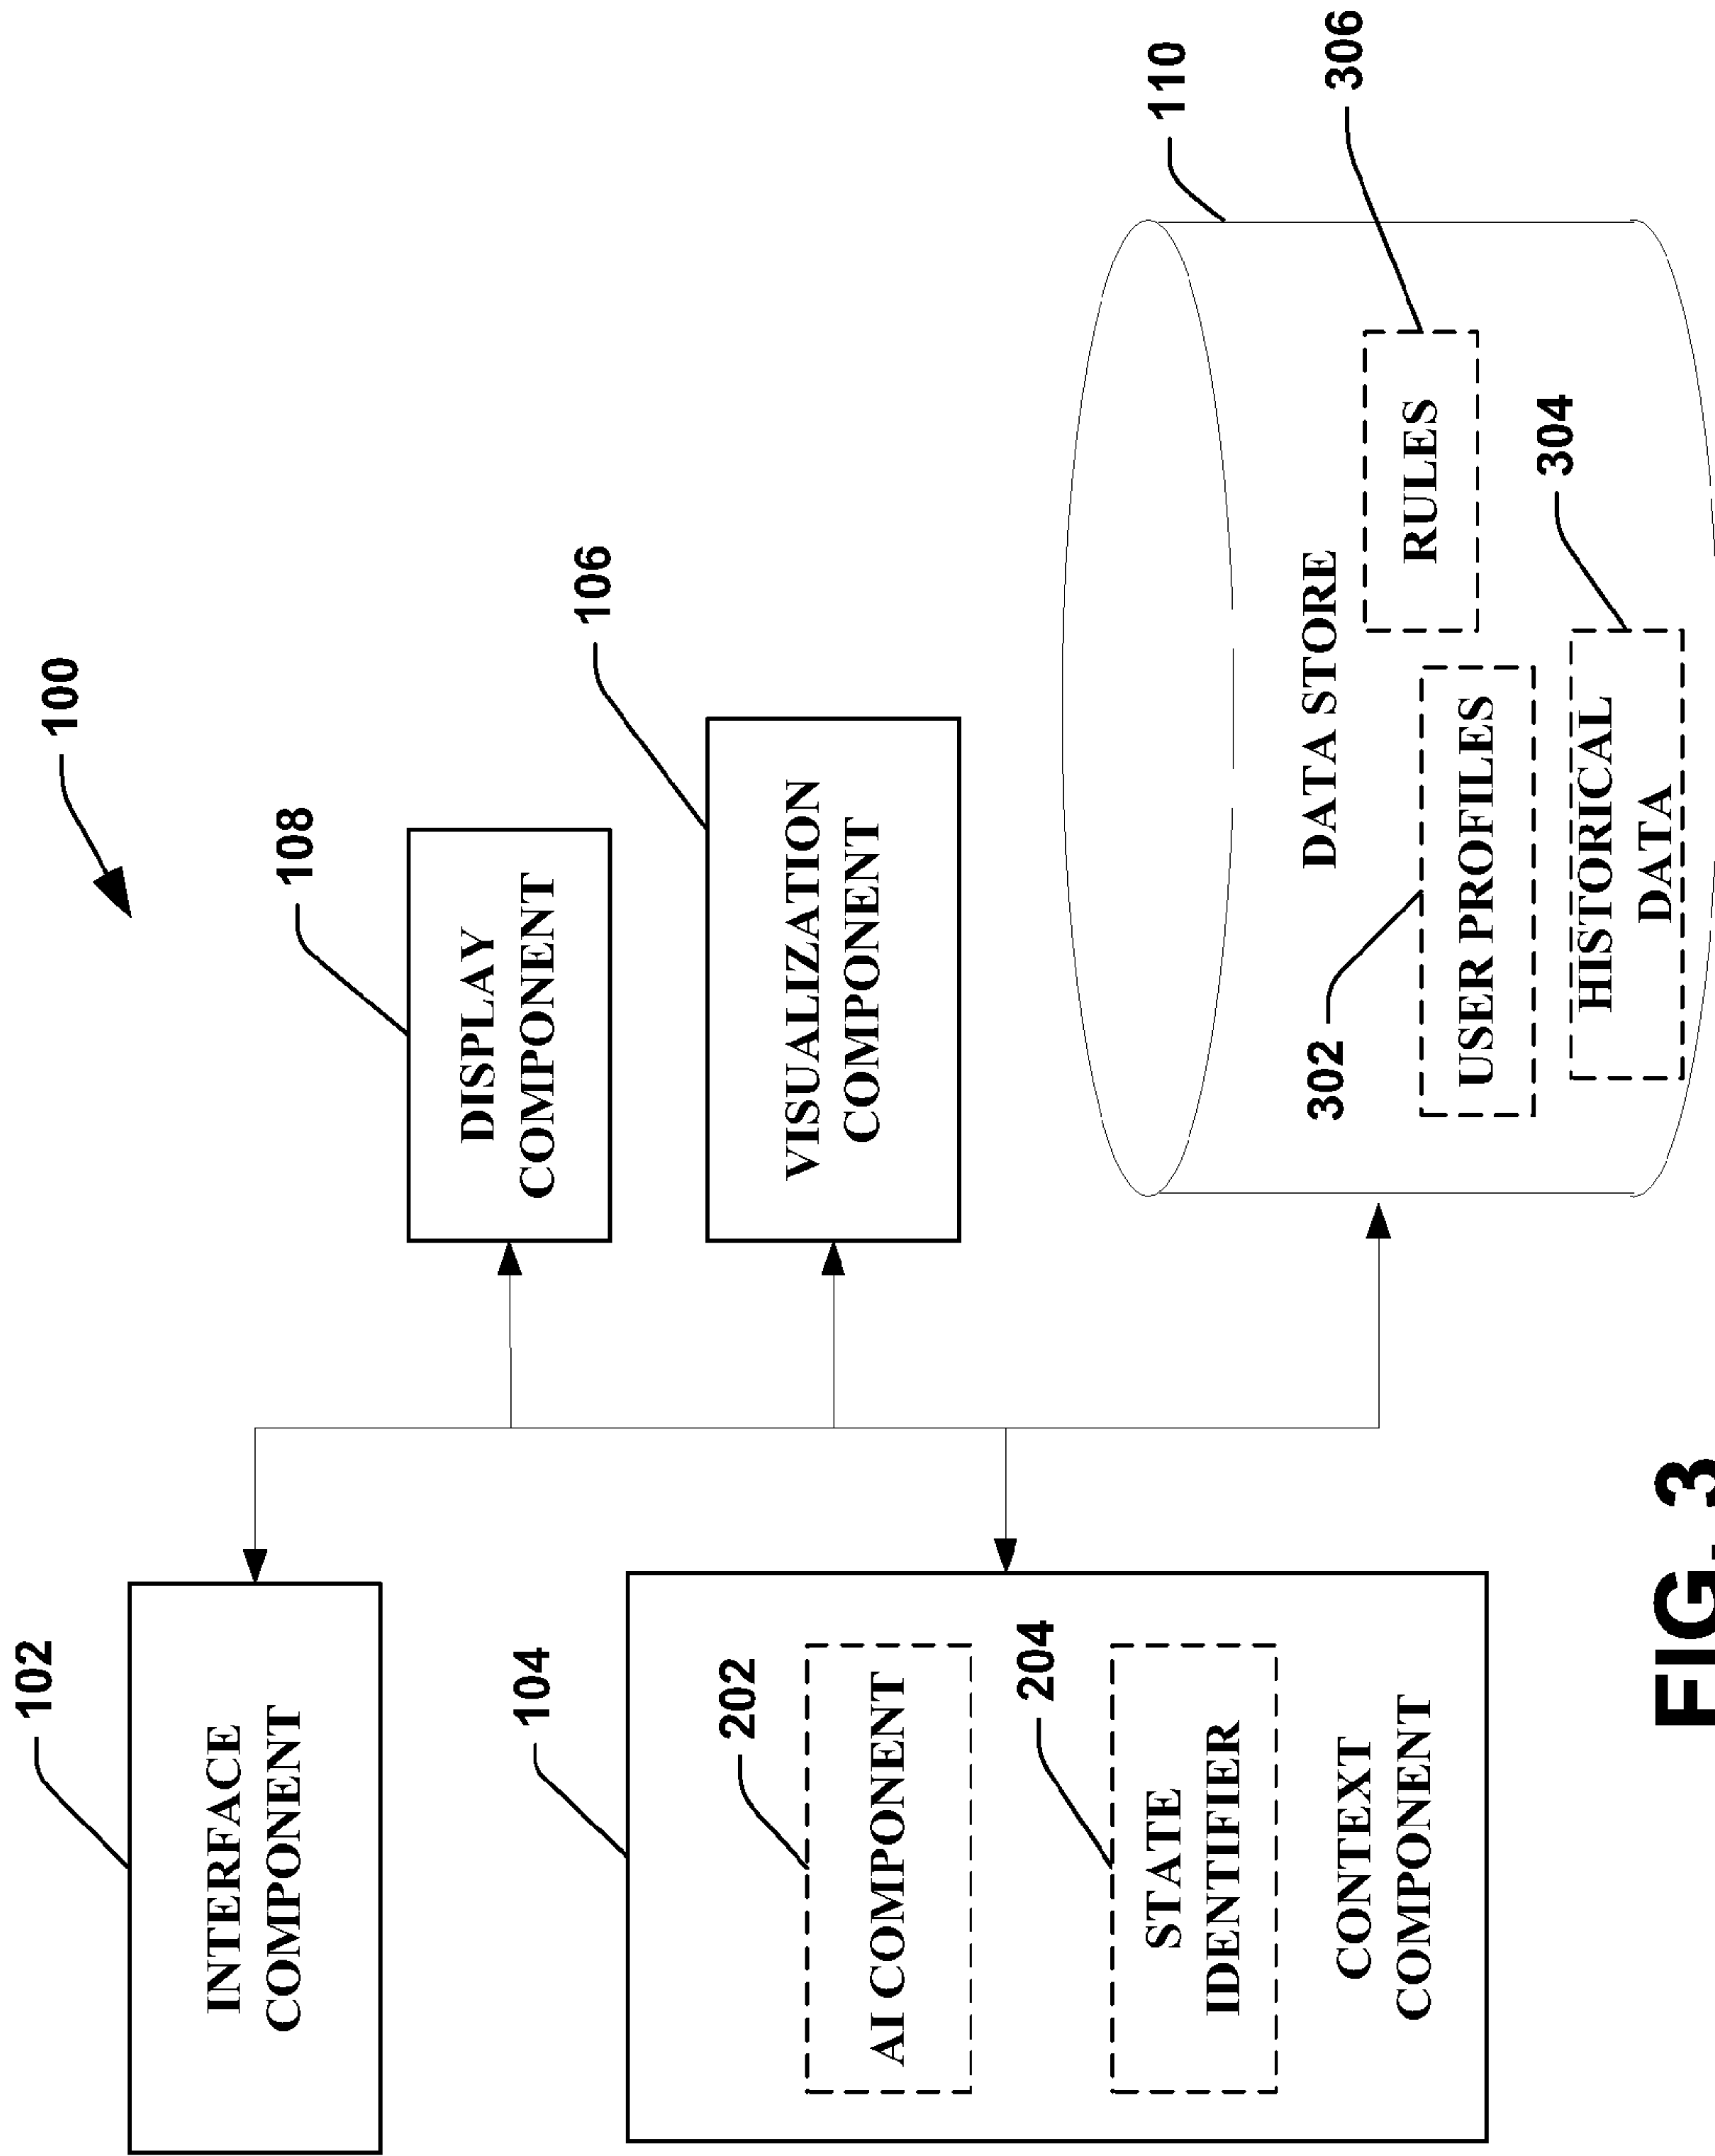 100
102
INTERFACE
COMPONENT
108
DISPLAY
COMPONENT
104
202
AI COMPONENT
204
STATE
IDENTIFIER
CONTEXT
COMPONENT
106
VISUALIZATION
COMPONENT
110
DATA STORE
306
RULES
302
USER PROFILES
304
HISTORICAL
DATA
FIG. 3